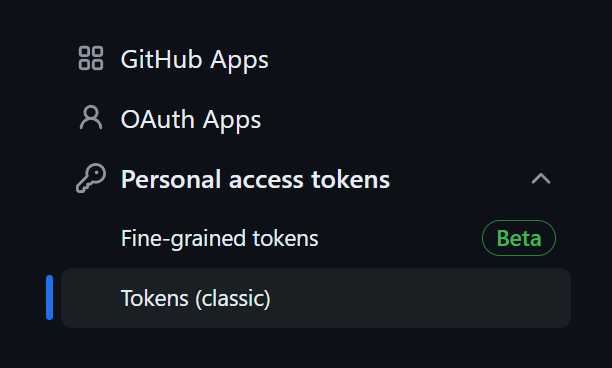 GitHub Apps
OAuth Apps
Personal access tokens
Fine-grained tokens Beta
Tokens (classic)